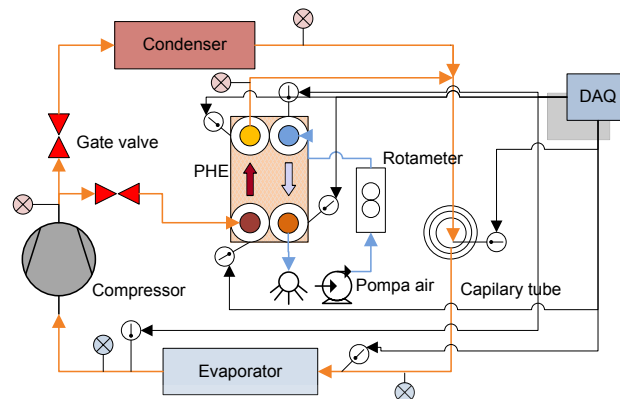 Condenser
DAQ
Gate valve
PHE
Rotameter
Compressor
Pompa air
Capilary tube
Evaporator